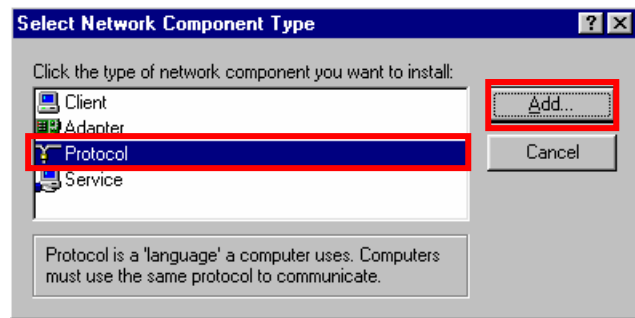 Select Network Component Type
Click the type of network component you want to install:
Client
Adapter
Protocol
Service
Add...
Cancel
Protocol is a 'language' a computer uses. Computers
must use the same protocol to communicate.